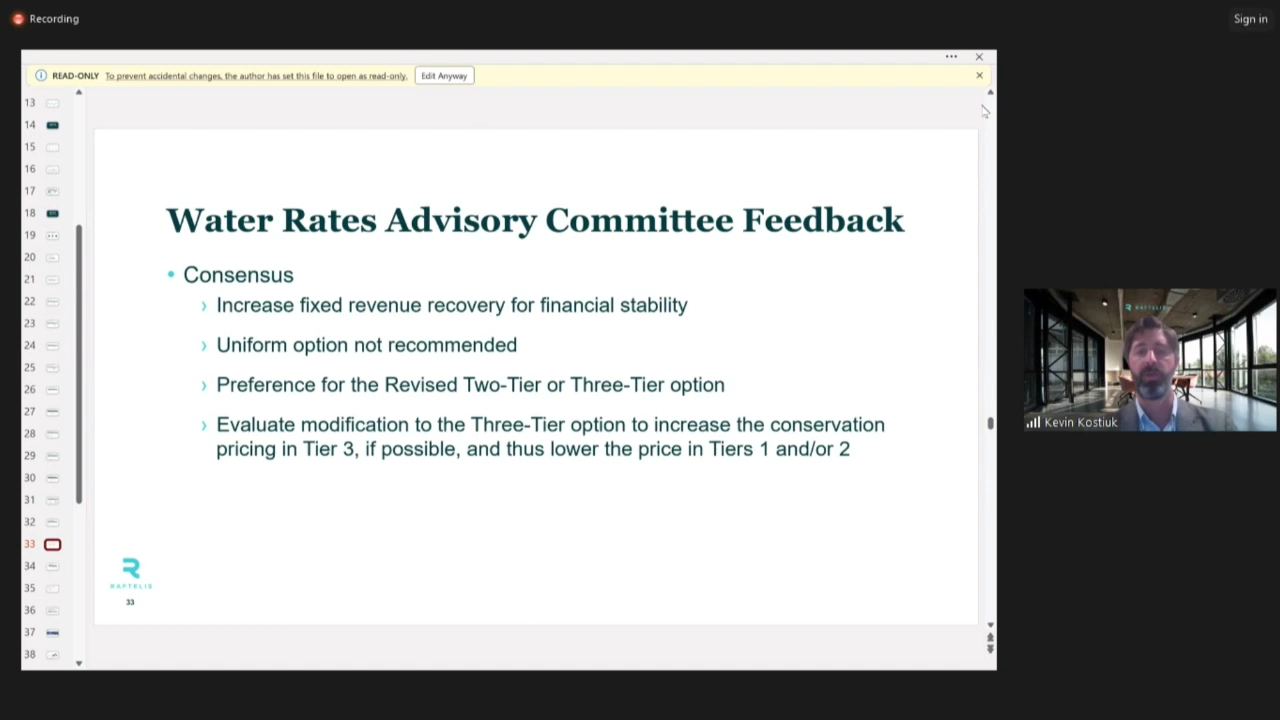 Recording
Sign in
READ-ONLY To prevent accidental changes, the author has set this file to open as read-only. Edit Anyway
13
14
15
16
17
18
19
20
21
22
23
24
25
26
27
28
29
30
31
32
33
34
35
36
37
38
Water Rates Advisory Committee Feedback
• Consensus
› Increase fixed revenue recovery for financial stability
› Uniform option not recommended
› Preference for the Revised Two-Tier or Three-Tier option
› Evaluate modification to the Three-Tier option to increase the conservation
pricing in Tier 3, if possible, and thus lower the price in Tiers 1 and/or 2
RAFTELIS
33
RAFTELIS
Kevin Kostiuk